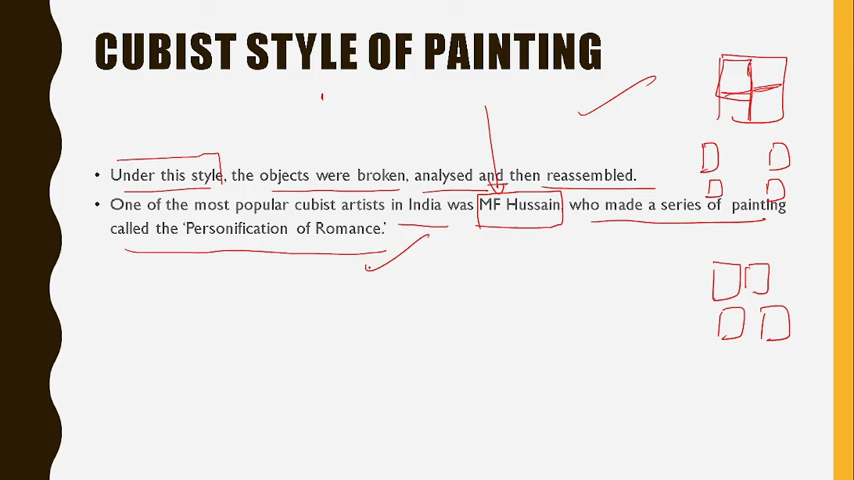 CUBIST STYLE OF PAINTING
• Under this style, the objects were broken, analysed and then reassembled.
• One of the most popular cubist artists in India was MF Hussain, who made a series of painting
called the ‘Personification of Romance.’